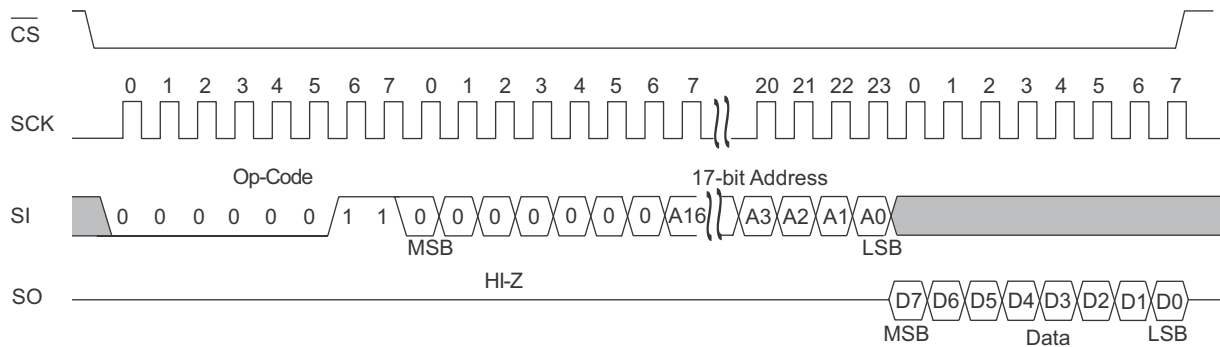 CS
0 1 2 3 4 5 6 7 0 1 2 3 4 5 6 7 20 21 22 23 0 1 2 3 4 5 6 7
SCK
Op-Code 17-bit Address
SI 0 0 0 0 0 0 1 1 0 0 0 0 0 0 0 A16 A3 A2 A1 A0
MSB LSB
HI-Z
SO D7 D6 D5 D4 D3 D2 D1 D0
MSB Data LSB